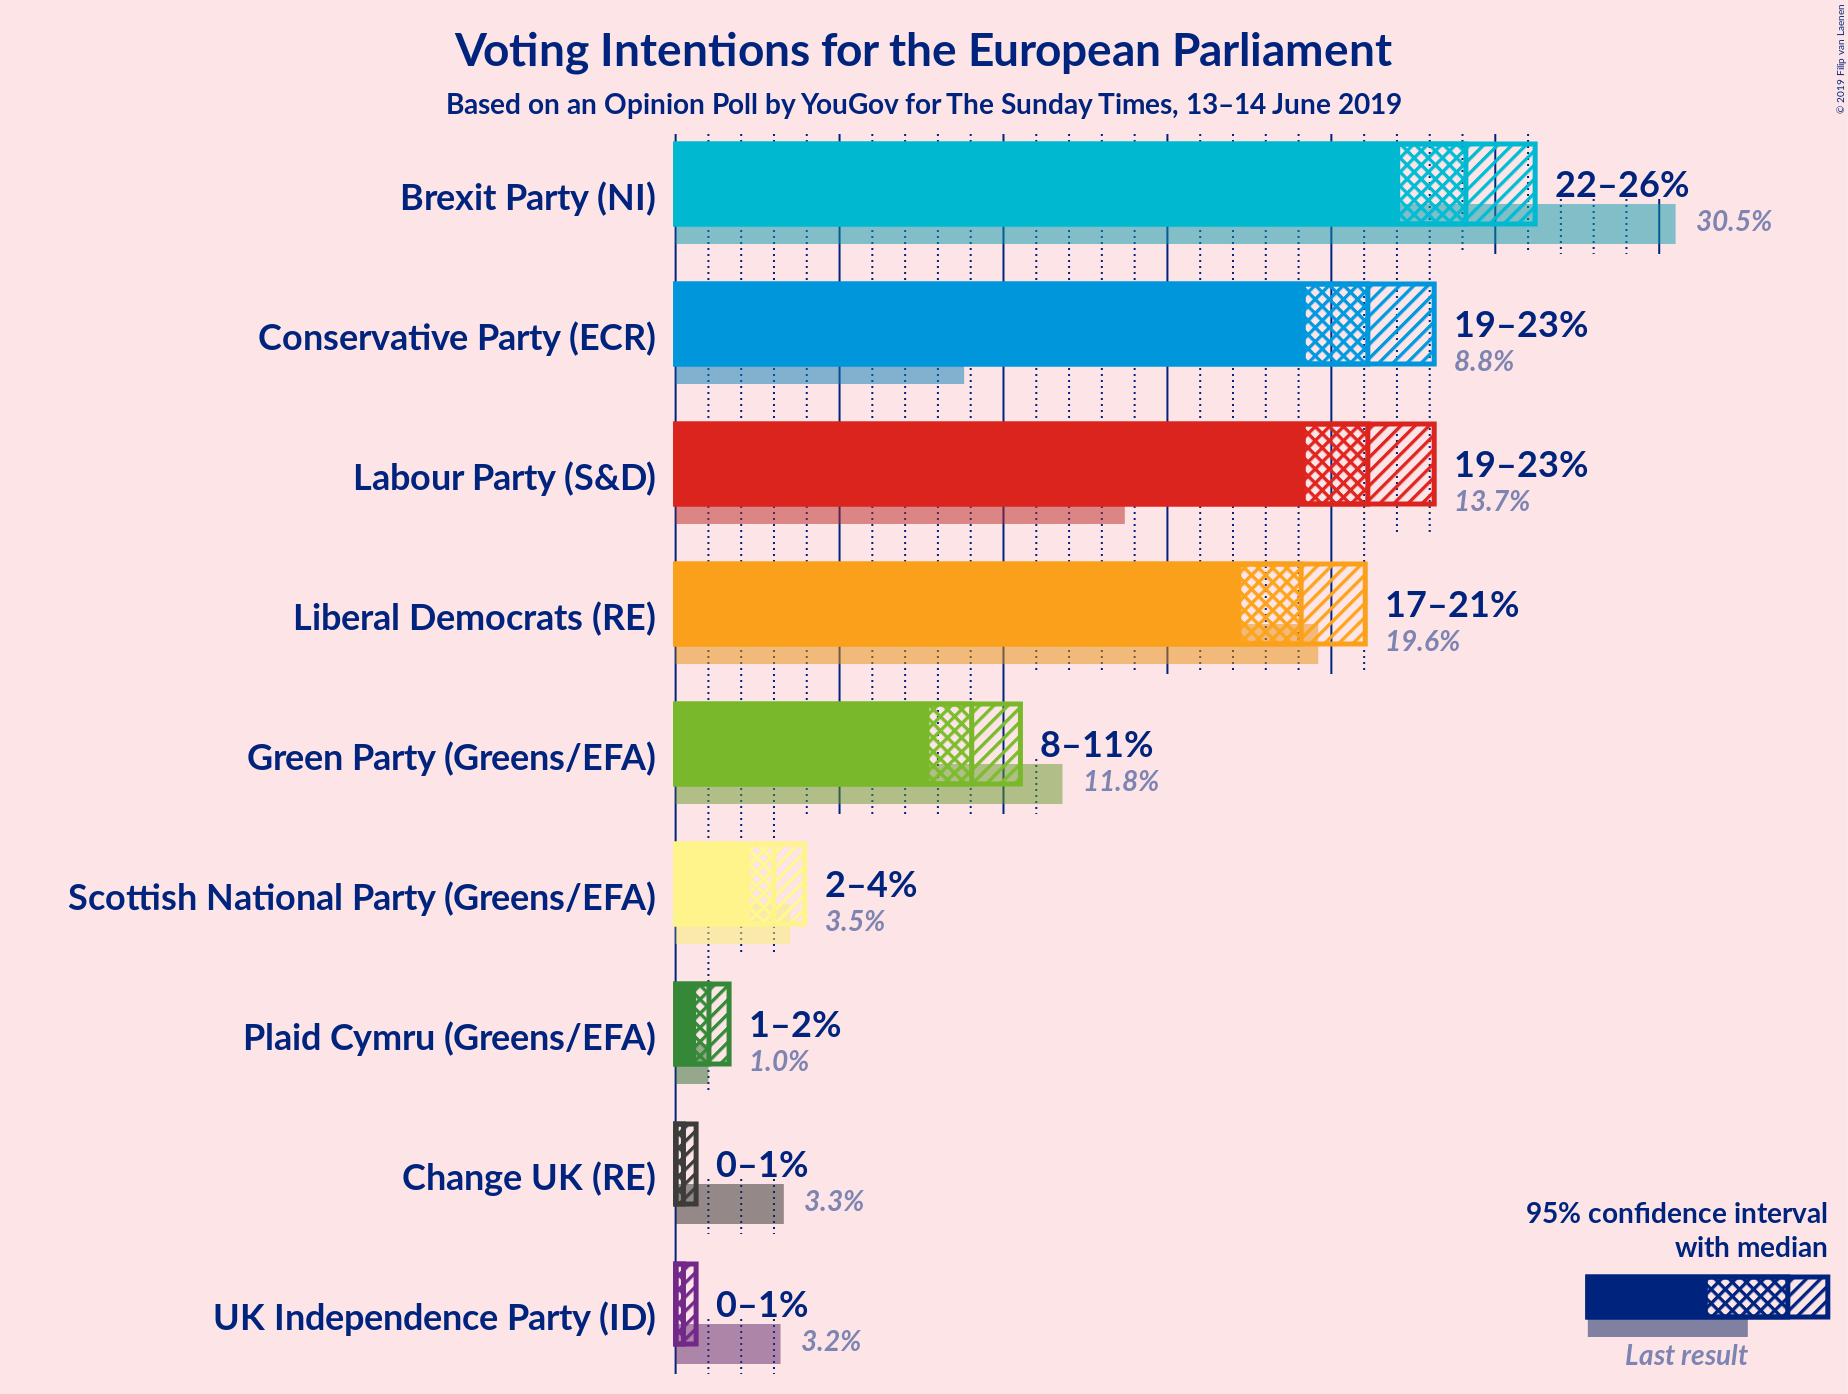 Voting Intentions for the European Parliament
Based on an Opinion Poll by YouGov for The Sunday Times, 13–14 June 2019
© 2019 Filip van Laenen
Brexit Party (NI)
22–26%
30.5%
Conservative Party (ECR)
19–23%
8.8%
Labour Party (S&D)
19–23%
13.7%
Liberal Democrats (RE)
17–21%
19.6%
Green Party (Greens/EFA)
8–11%
11.8%
Scottish National Party (Greens/EFA)
2–4%
3.5%
Plaid Cymru (Greens/EFA)
1–2%
1.0%
Change UK (RE)
0–1%
3.3%
UK Independence Party (ID)
0–1%
3.2%
95% confidence interval
with median
Last result